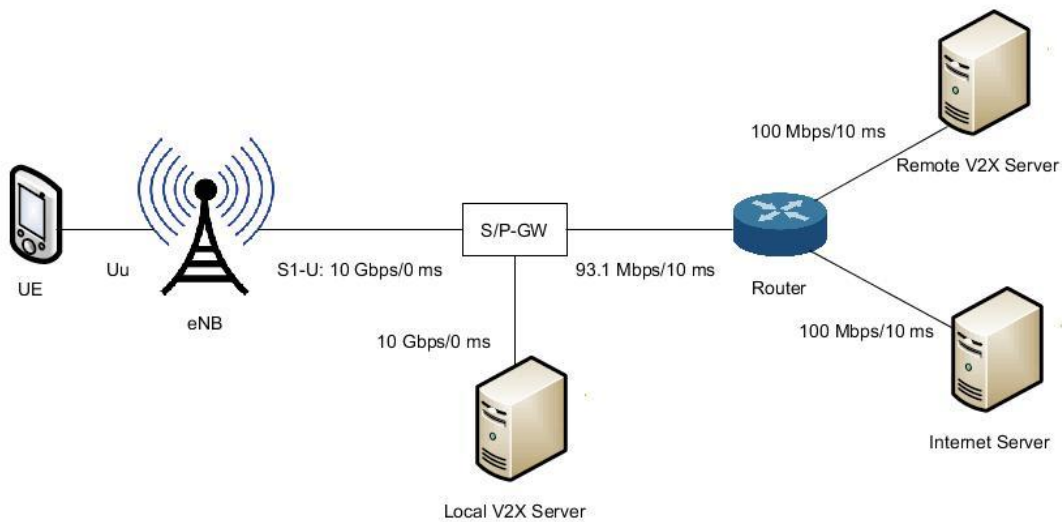 100 Mbps/10 ms
Remote V2X Server
S/P-GW
Uu
S1-U: 10 Gbps/0 ms
93.1 Mbps/10 ms
UE
eNB
Router
10 Gbps/0 ms
100 Mbps/10 ms
Internet Server
Local V2X Server